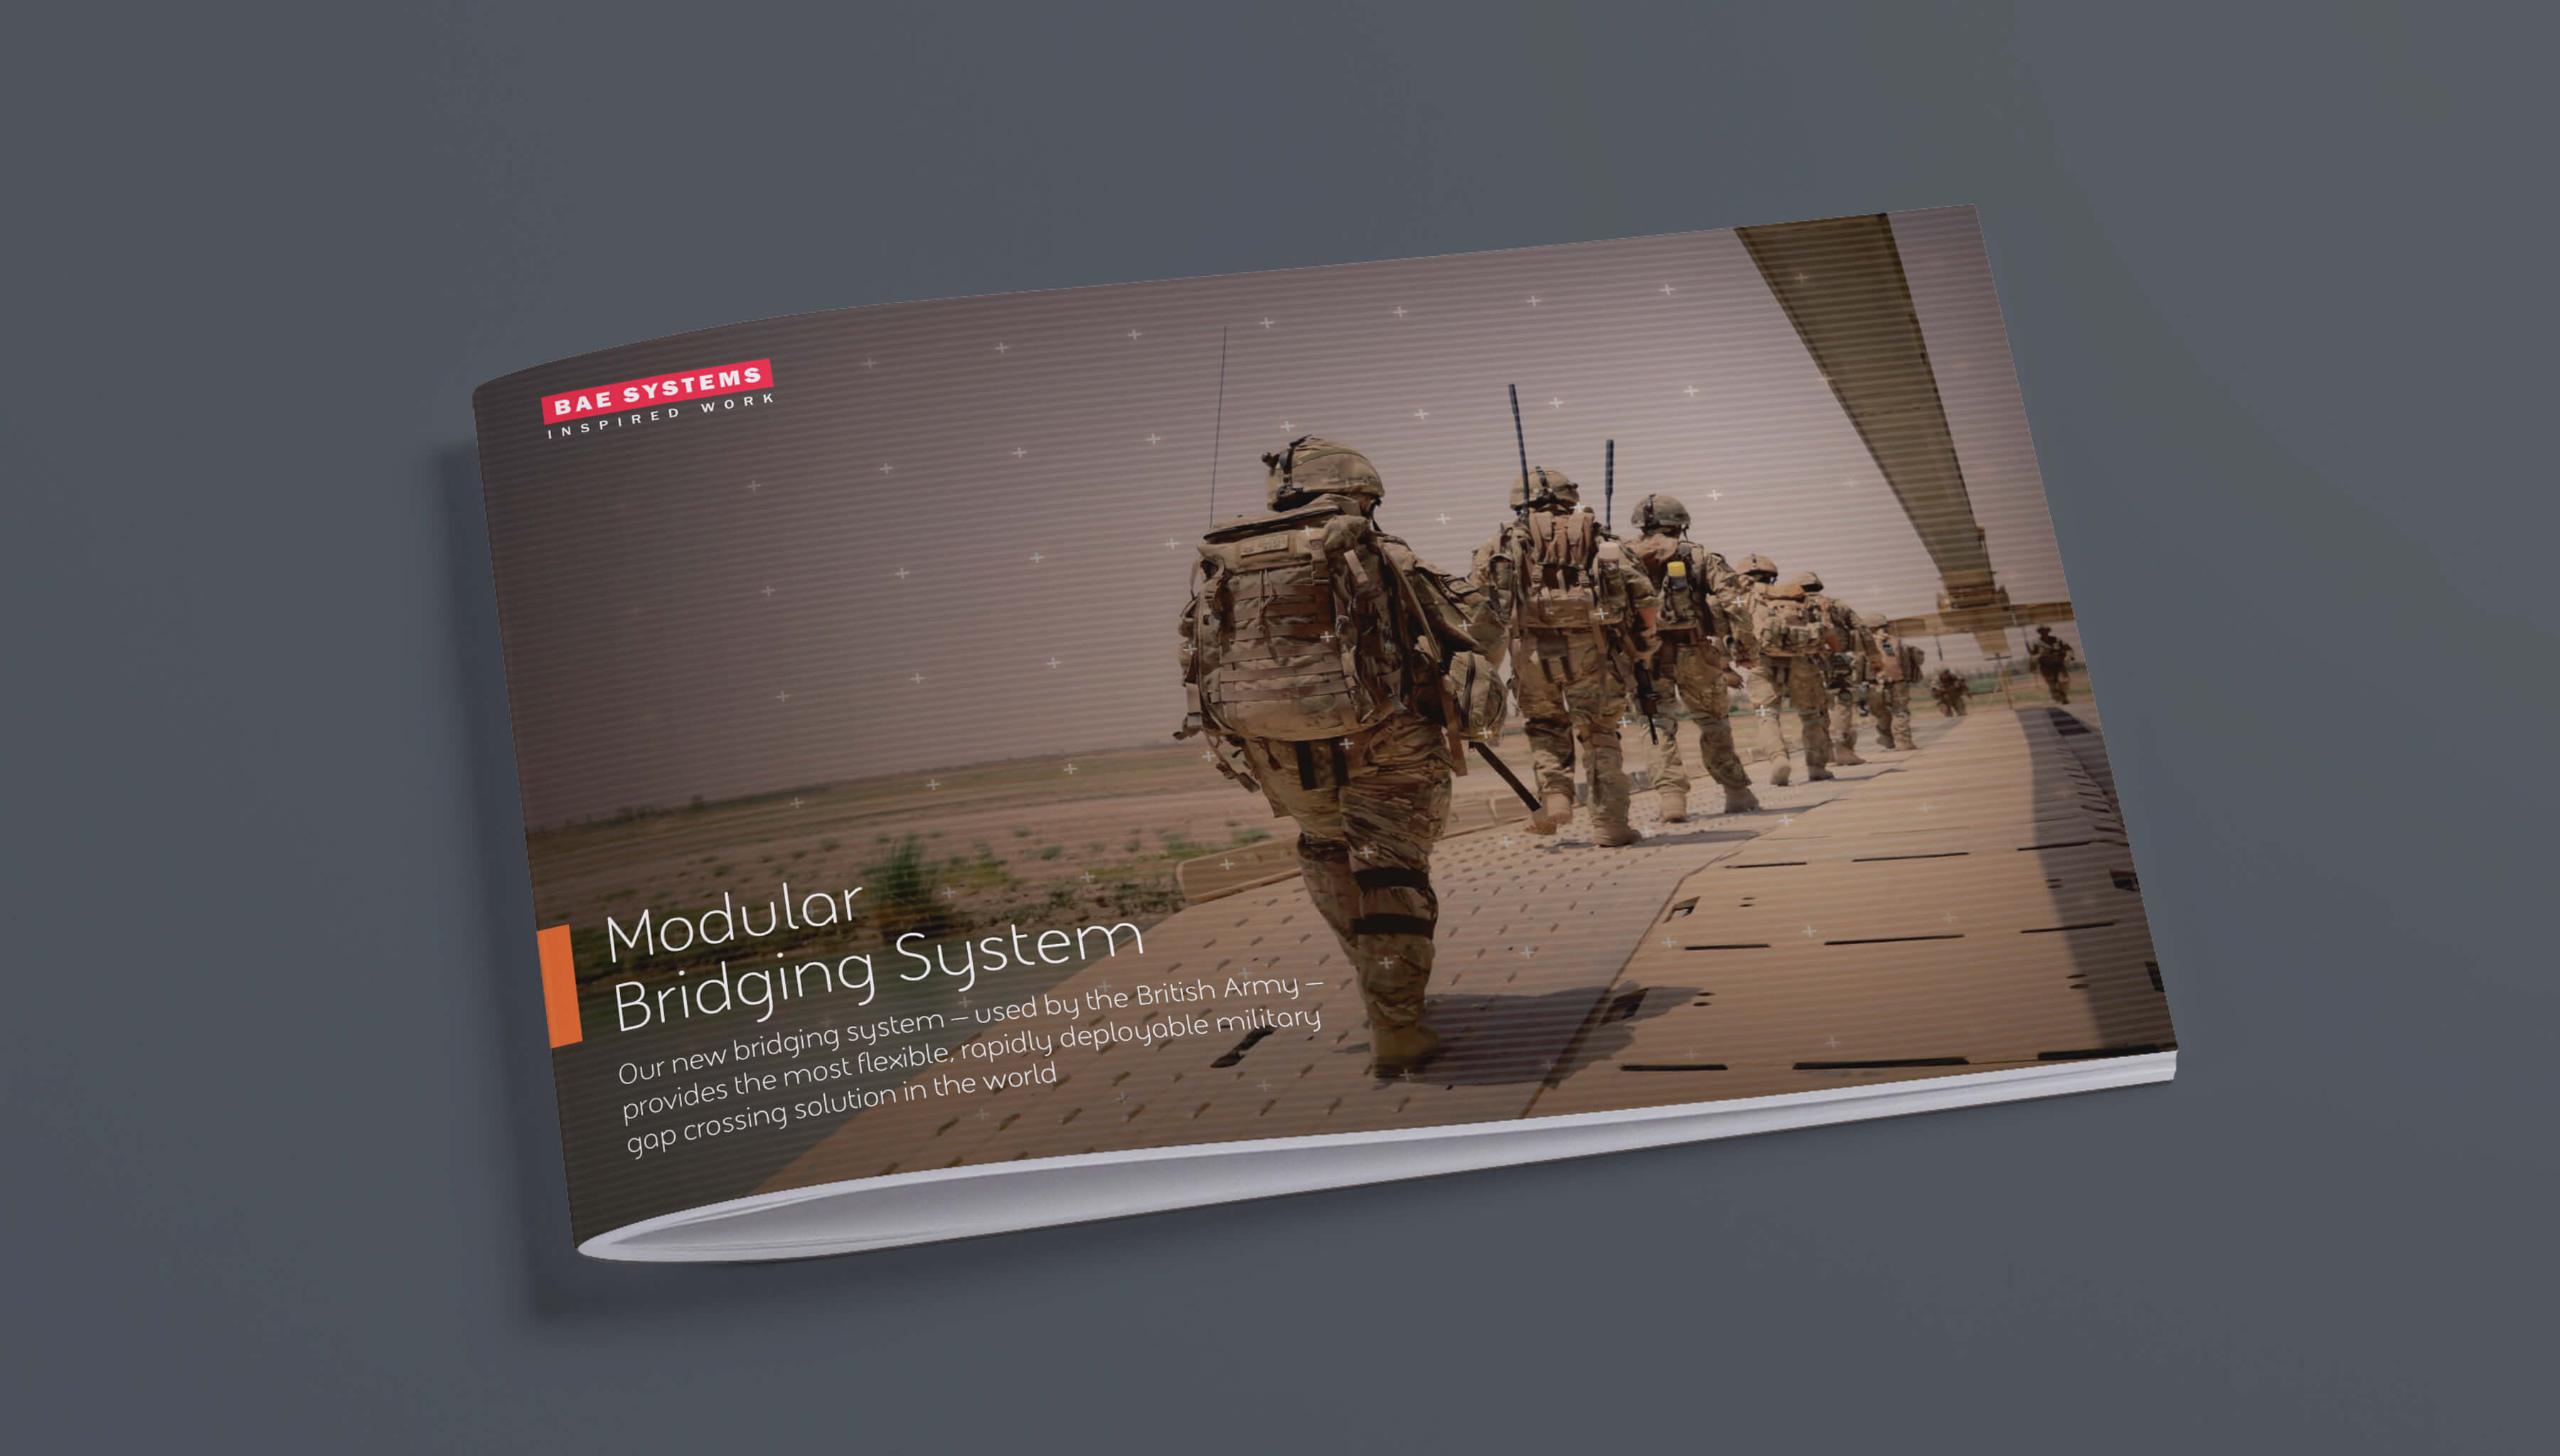 BAE SYSTEMS
INSPIRED WORK
Modular
Bridging System
Our new bridging system – used by the British Army –
provides the most flexible, rapidly deployable military
gap crossing solution in the world